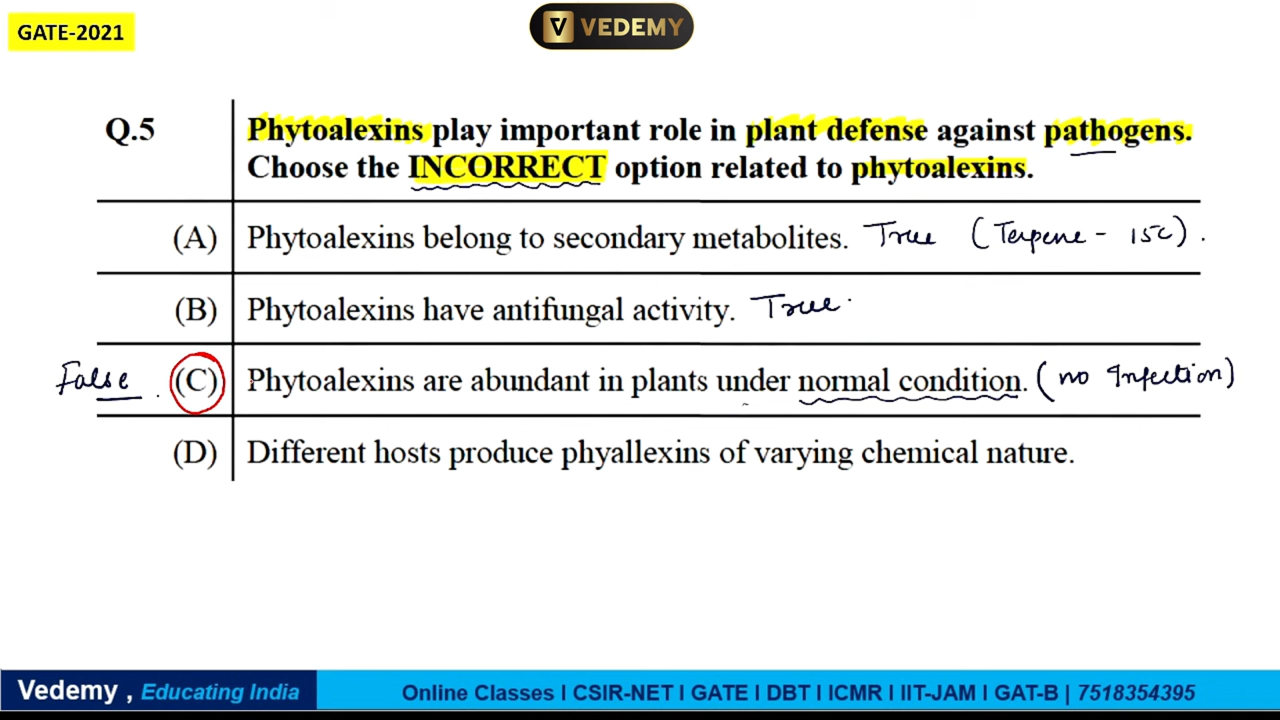 GATE-2021
VEDEMY
Q.5 Phytoalexins play important role in plant defense against pathogens.
Choose the INCORRECT option related to phytoalexins.
(A) Phytoalexins belong to secondary metabolites. True (Terpene - 15C).
(B) Phytoalexins have antifungal activity. True.
False. (C) Phytoalexins are abundant in plants under normal condition. (no Infection)
(D) Different hosts produce phyallexins of varying chemical nature.
Vedemy , Educating India Online Classes I CSIR-NET I GATE I DBT I ICMR I IIT-JAM I GAT-B | 7518354395